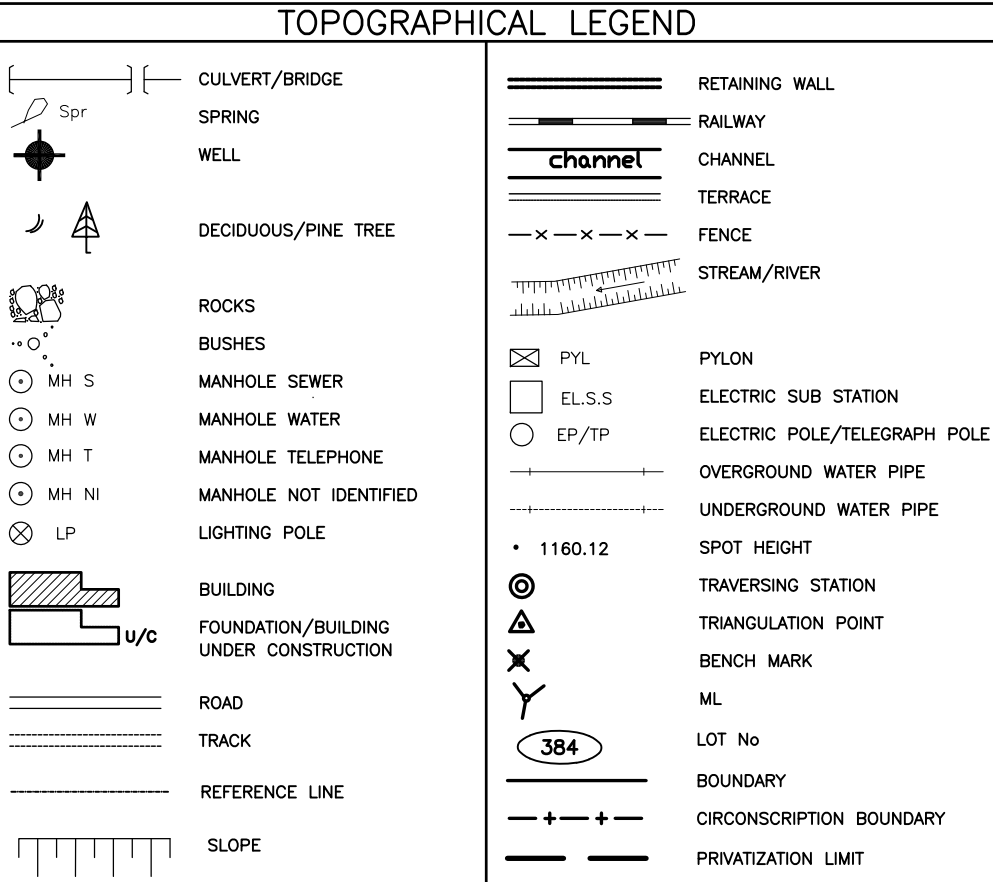 TOPOGRAPHICAL LEGEND
CULVERT/BRIDGE
Spr SPRING
WELL
DECIDUOUS/PINE TREE
ROCKS
BUSHES
MH S MANHOLE SEWER
MH W MANHOLE WATER
MH T MANHOLE TELEPHONE
MH NI MANHOLE NOT IDENTIFIED
LP LIGHTING POLE
BUILDING
U/C FOUNDATION/BUILDING
UNDER CONSTRUCTION
ROAD
TRACK
REFERENCE LINE
SLOPE
RETAINING WALL
RAILWAY
channel CHANNEL
TERRACE
FENCE
STREAM/RIVER
PYL PYLON
EL.S.S ELECTRIC SUB STATION
EP/TP ELECTRIC POLE/TELEGRAPH POLE
OVERGROUND WATER PIPE
UNDERGROUND WATER PIPE
1160.12 SPOT HEIGHT
TRAVERSING STATION
TRIANGULATION POINT
BENCH MARK
ML
384 LOT No
BOUNDARY
CIRCONSCRIPTION BOUNDARY
PRIVATIZATION LIMIT